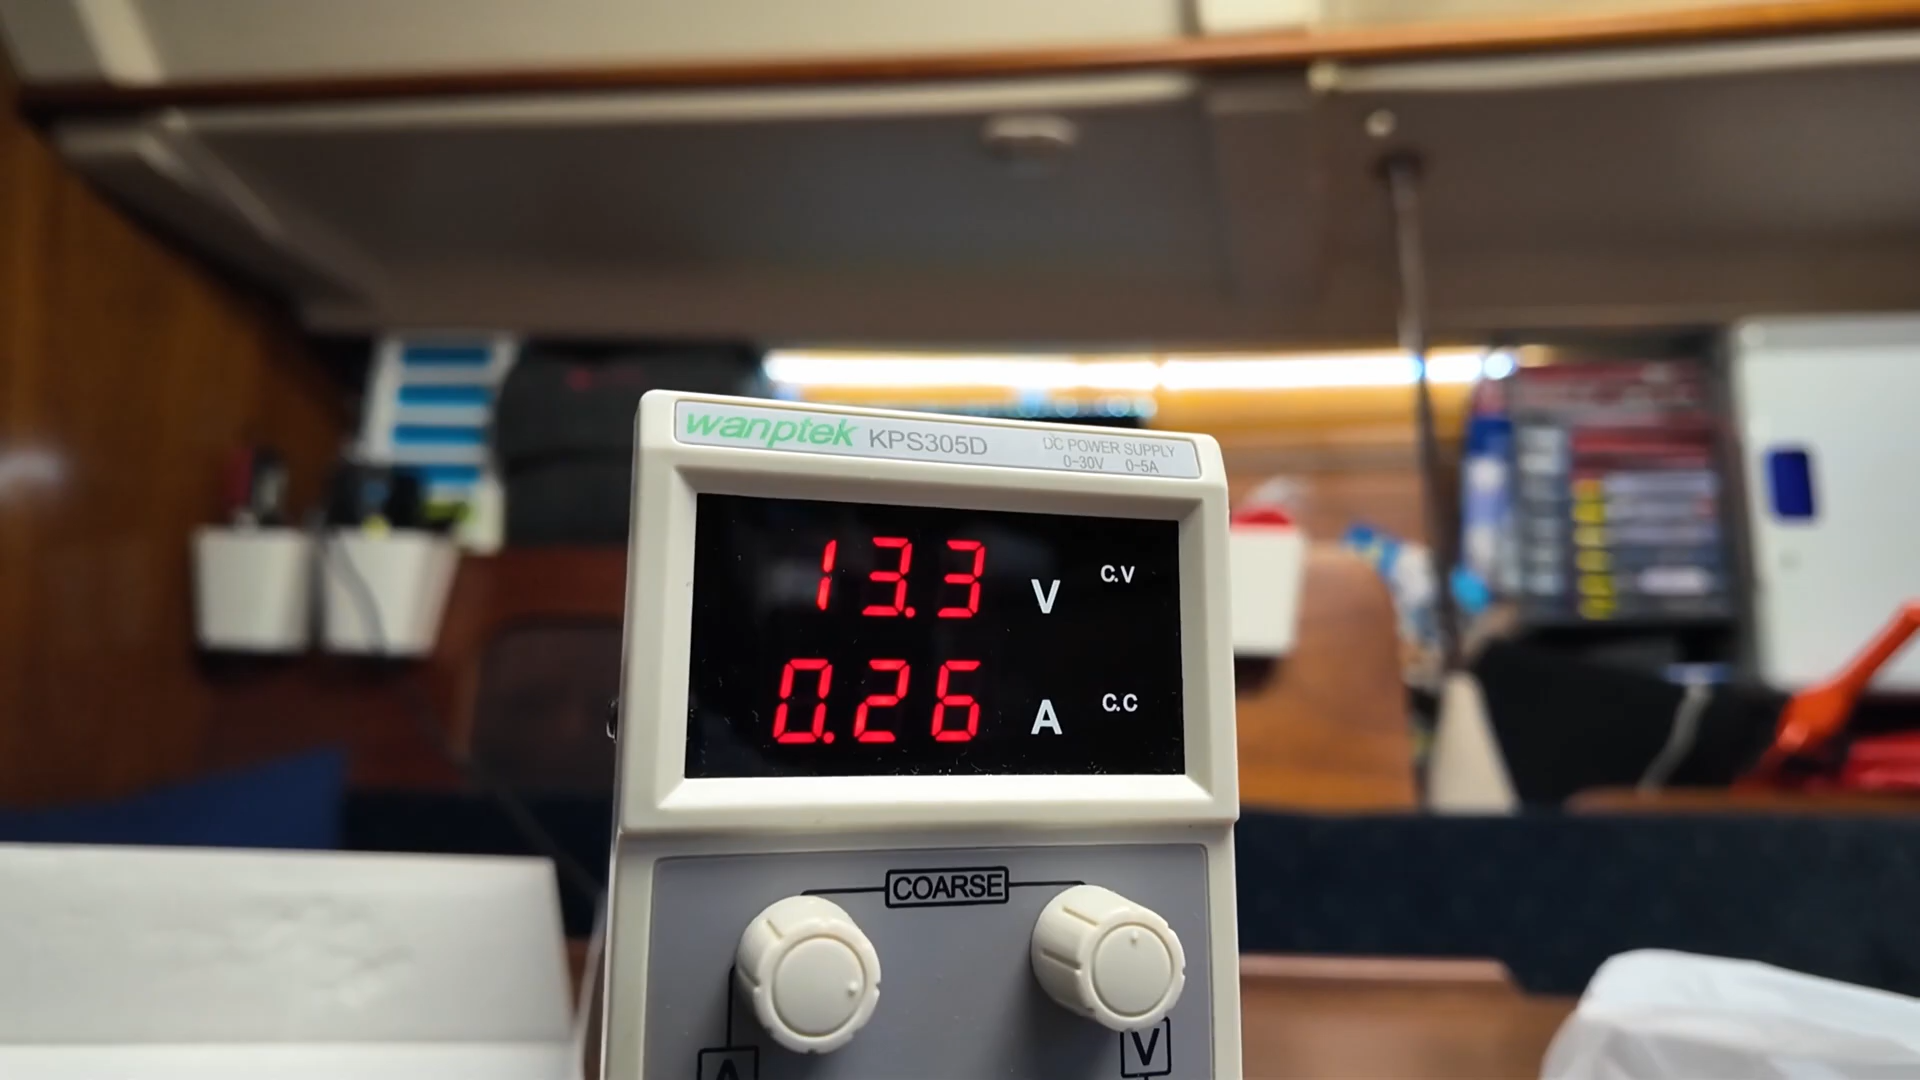 wanptek KPS305D
DC POWER SUPPLY
0-30V 0-5A
13.3 V C.V
0.26 A C.C
COARSE
A
V